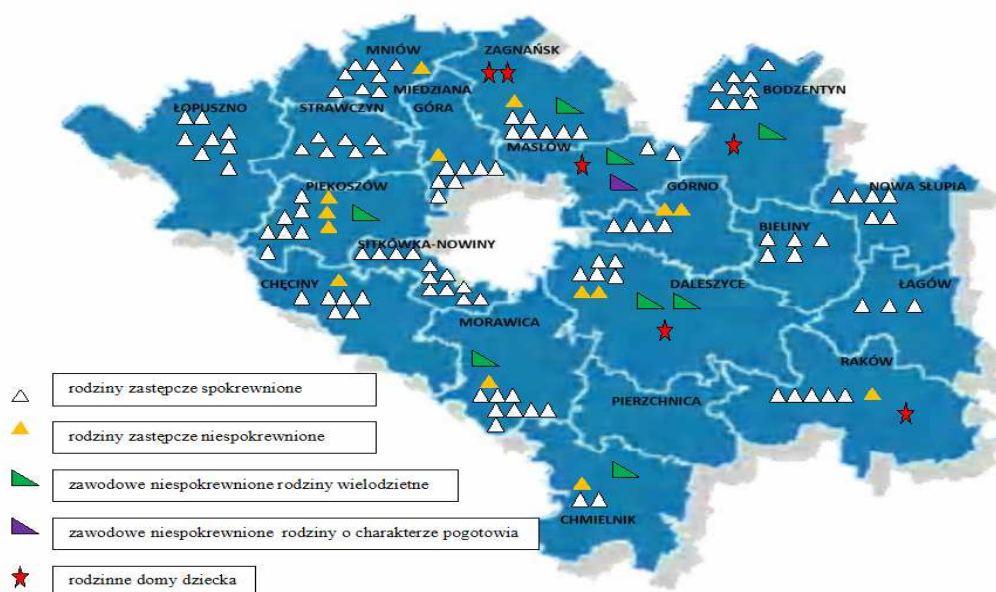 MNIÓW
ZAGNAŃSK
MIEDZIANA
GÓRA
BODZENTYN
ŁOPUSZNO
STRAWCZYN
MASŁÓW
PIEKOSZÓW
GÓRNO
NOWA SŁUPIA
BIELINY
SITKÓWKA-NOWINY
CHĘCINY
DALESZYCE
ŁAGÓW
MORAWICA
RAKÓW
PIERZCHNICA
CHMIELNIK
rodziny zastępcze spokrewnione
rodziny zastępcze niespokrewnione
zawodowe niespokrewnione rodziny wielodzietne
zawodowe niespokrewnione rodziny o charakterze pogotowia
rodzinne domy dziecka